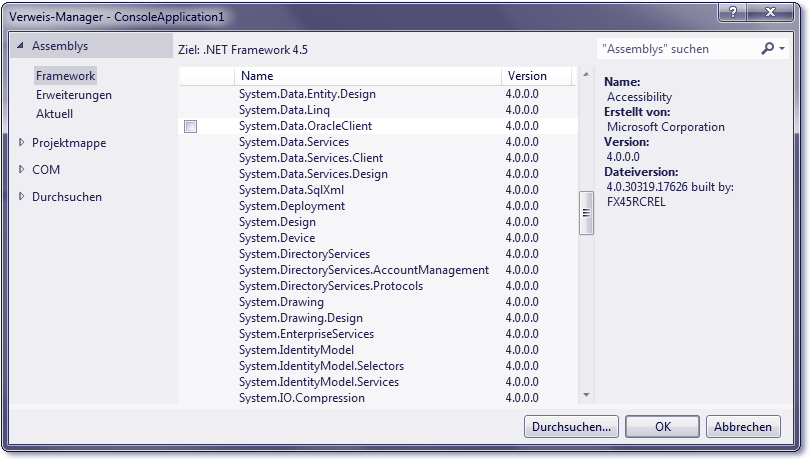 Verweis-Manager - ConsoleApplication1
Assemblys
Ziel: .NET Framework 4.5
"Assemblys" suchen
Framework
Erweiterungen
Aktuell
Projektmappe
COM
Durchsuchen
Name Version
System.Data.Entity.Design 4.0.0.0
System.Data.Linq 4.0.0.0
System.Data.OracleClient 4.0.0.0
System.Data.Services 4.0.0.0
System.Data.Services.Client 4.0.0.0
System.Data.Services.Design 4.0.0.0
System.Data.SqlXml 4.0.0.0
System.Deployment 4.0.0.0
System.Design 4.0.0.0
System.Device 4.0.0.0
System.DirectoryServices 4.0.0.0
System.DirectoryServices.AccountManagement 4.0.0.0
System.DirectoryServices.Protocols 4.0.0.0
System.Drawing 4.0.0.0
System.Drawing.Design 4.0.0.0
System.EnterpriseServices 4.0.0.0
System.IdentityModel 4.0.0.0
System.IdentityModel.Selectors 4.0.0.0
System.IdentityModel.Services 4.0.0.0
System.IO.Compression 4.0.0.0
Name:
Accessibility
Erstellt von:
Microsoft Corporation
Version:
4.0.0.0
Dateiversion:
4.0.30319.17626 built by:
FX45RCREL
Durchsuchen... OK Abbrechen